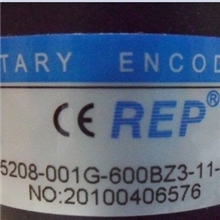 TARY ENCOD
CE REP®
5208-001G-600BZ3-11-
NO:20100406576